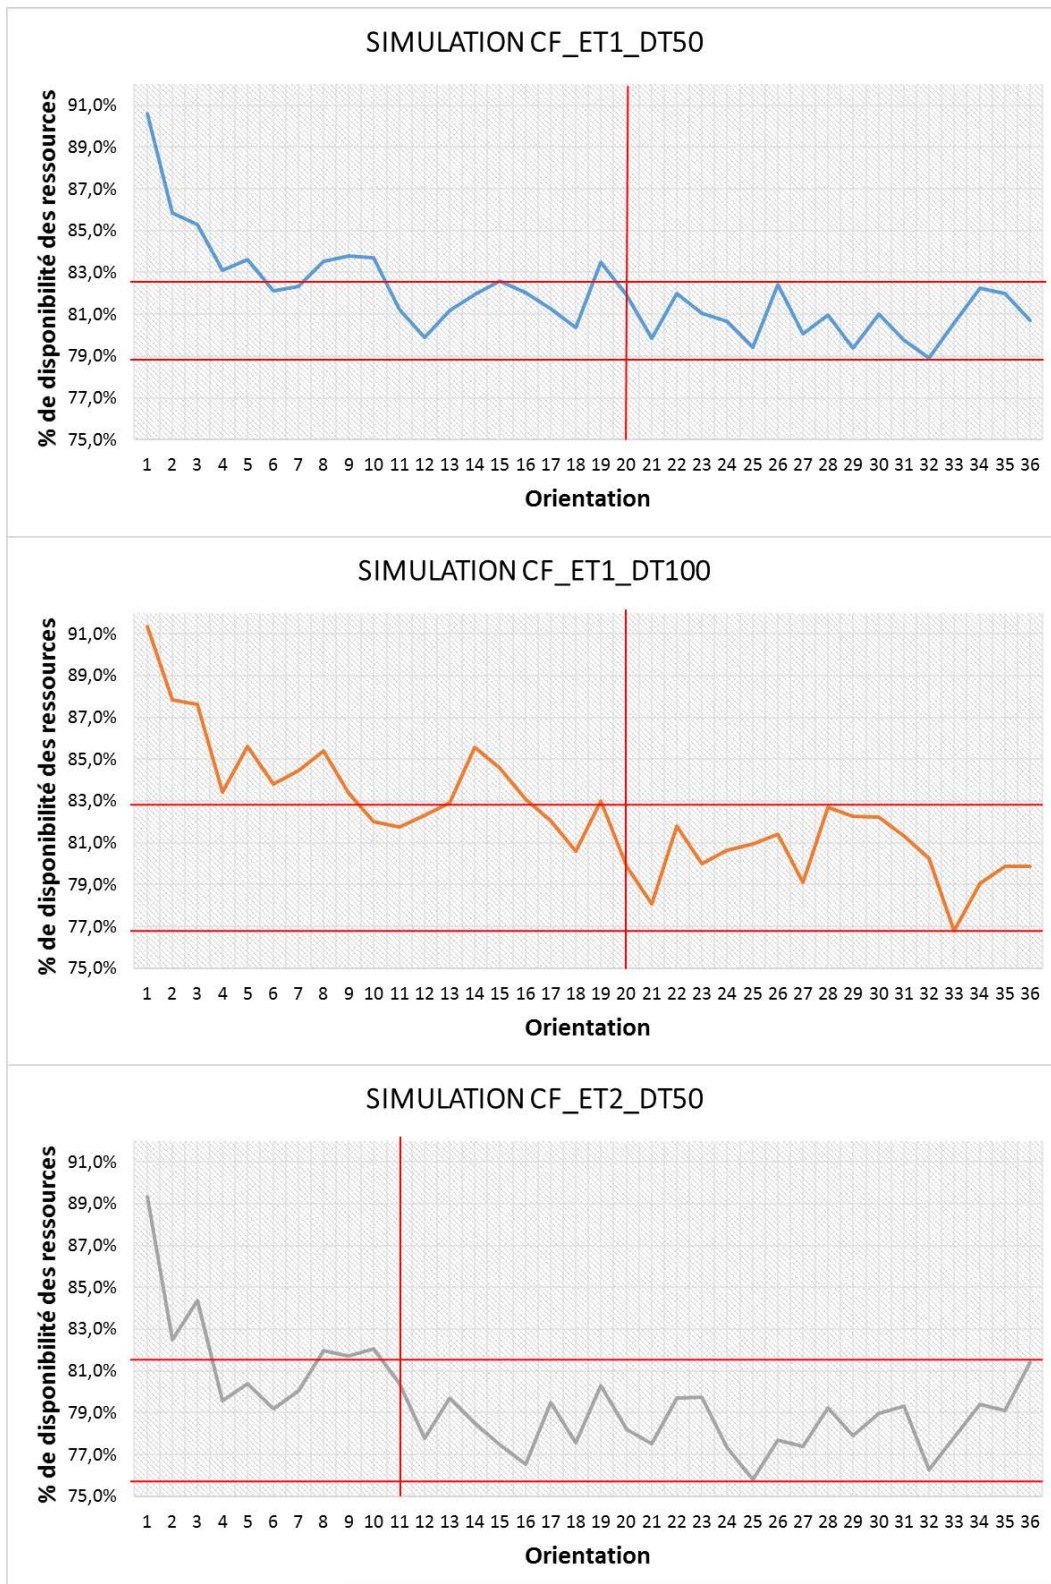 SIMULATION CF_ET1_DT50
% de disponibilité des ressources
91,0%
89,0%
87,0%
85,0%
83,0%
81,0%
79,0%
77,0%
75,0%
1 2 3 4 5 6 7 8 9 10 11 12 13 14 15 16 17 18 19 20 21 22 23 24 25 26 27 28 29 30 31 32 33 34 35 36
Orientation
SIMULATION CF_ET1_DT100
% de disponibilité des ressources
91,0%
89,0%
87,0%
85,0%
83,0%
81,0%
79,0%
77,0%
75,0%
1 2 3 4 5 6 7 8 9 10 11 12 13 14 15 16 17 18 19 20 21 22 23 24 25 26 27 28 29 30 31 32 33 34 35 36
Orientation
SIMULATION CF_ET2_DT50
% de disponibilité des ressources
91,0%
89,0%
87,0%
85,0%
83,0%
81,0%
79,0%
77,0%
75,0%
1 2 3 4 5 6 7 8 9 10 11 12 13 14 15 16 17 18 19 20 21 22 23 24 25 26 27 28 29 30 31 32 33 34 35 36
Orientation